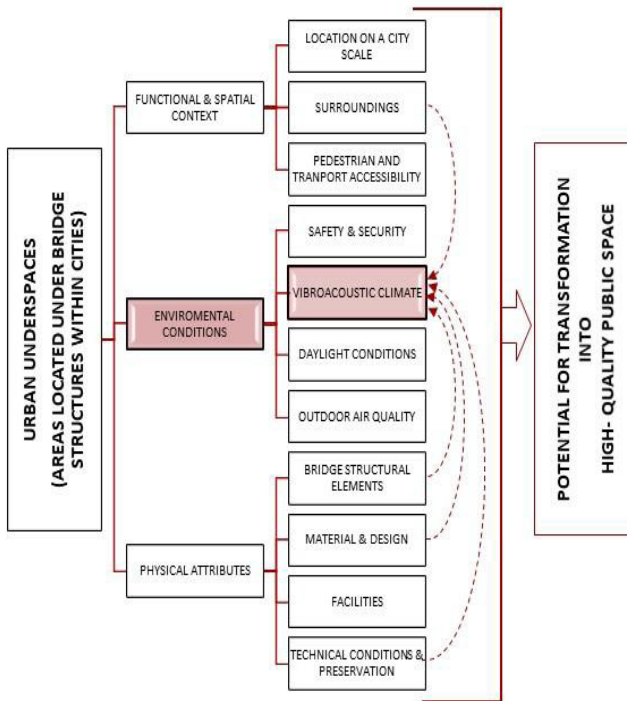 URBAN UNDERSPACES
(AREAS LOCATED UNDER BRIDGE
STRUCTURES WITHIN CITIES)
FUNCTIONAL & SPATIAL
CONTEXT
LOCATION ON A CITY
SCALE
SURROUNDINGS
PEDESTRIAN AND
TRANPORT ACCESSIBILITY
ENVIROMENTAL
CONDITIONS
SAFETY & SECURITY
VIBROACOUSTIC CLIMATE
DAYLIGHT CONDITIONS
OUTDOOR AIR QUALITY
PHYSICAL ATTRIBUTES
BRIDGE STRUCTURAL
ELEMENTS
MATERIAL & DESIGN
FACILITIES
TECHNICAL CONDITIONS &
PRESERVATION
POTENTIAL FOR TRANSFORMATION
INTO
HIGH- QUALITY PUBLIC SPACE